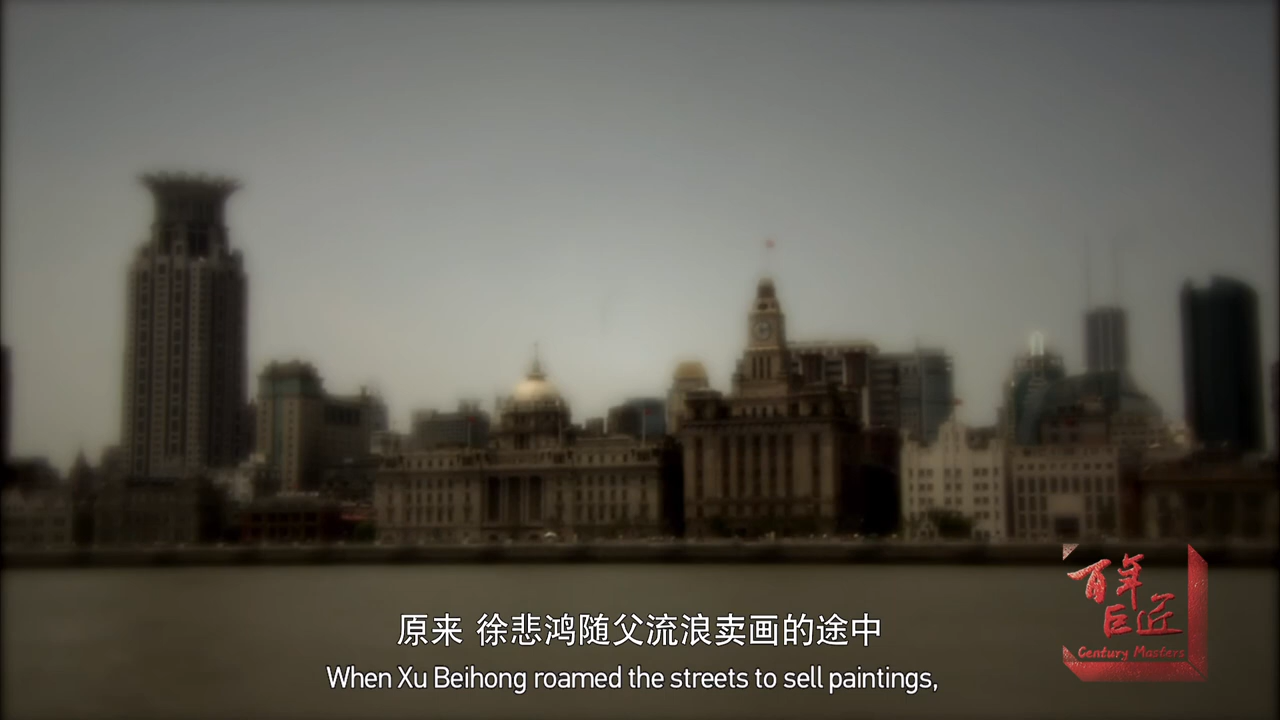 原来 徐悲鸿随父流浪卖画的途中
When Xu Beihong roamed the streets to sell paintings,
百年
巨匠
Century Masters